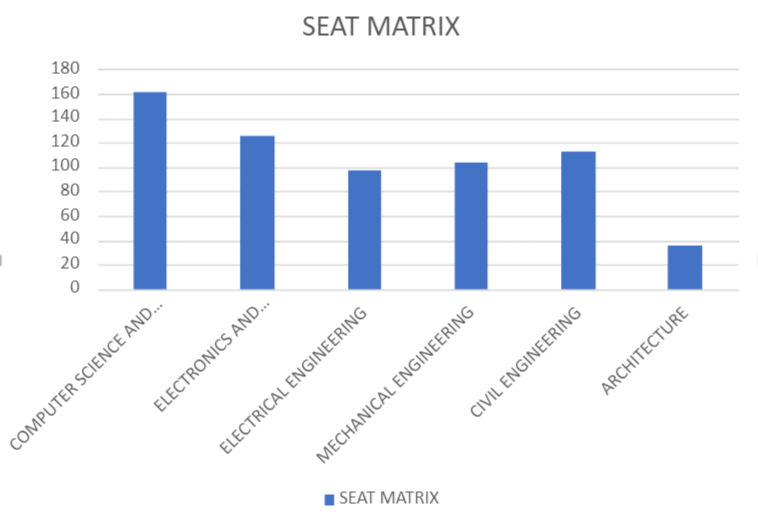 SEAT MATRIX
180
160
140
120
100
80
60
40
20
0
COMPUTER SCIENCE AND...
ELECTRONICS AND...
ELECTRICAL ENGINEERING
MECHANICAL ENGINEERING
CIVIL ENGINEERING
ARCHITECTURE
SEAT MATRIX